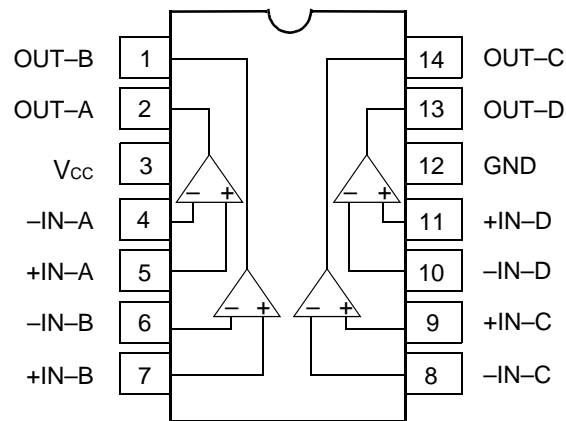 OUT–B 1 14 OUT–C
OUT–A 2 13 OUT–D
VCC 3 12 GND
– + – +
–IN–A 4 11 +IN–D
+IN–A 5 10 –IN–D
– + – +
–IN–B 6 9 +IN–C
+IN–B 7 8 –IN–C